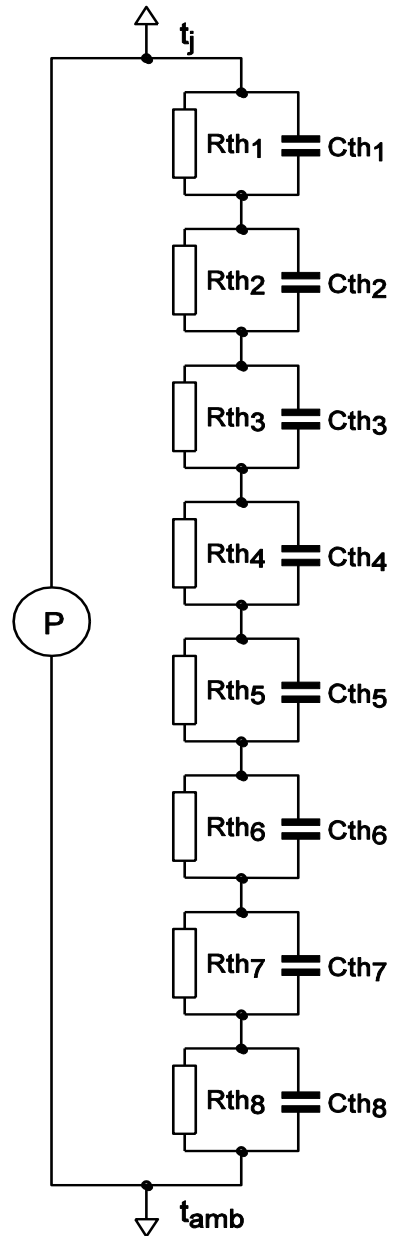 tj
Rth1 Cth1
Rth2 Cth2
Rth3 Cth3
Rth4 Cth4
P
Rth5 Cth5
Rth6 Cth6
Rth7 Cth7
Rth8 Cth8
tamb